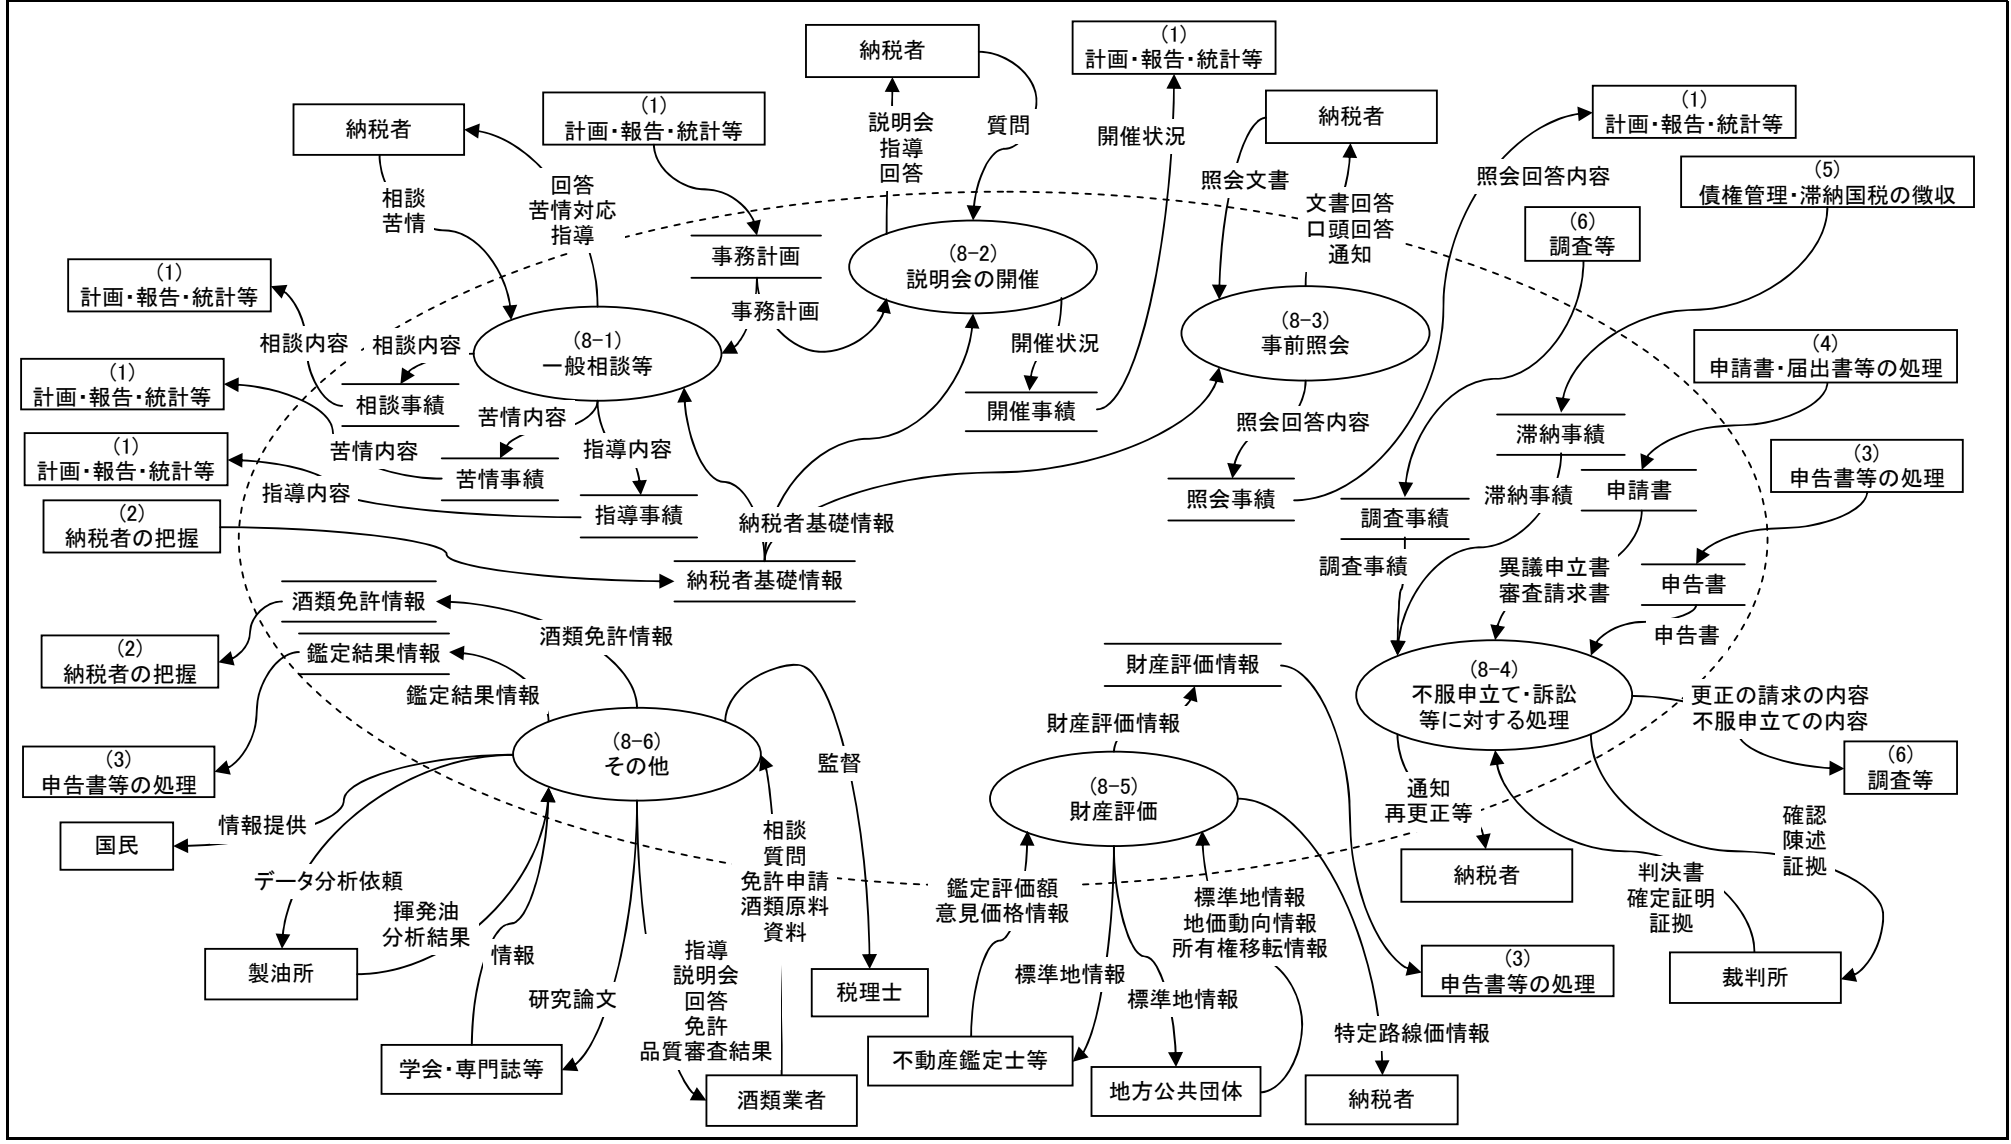 納税者
(1)
計画・報告・統計等
納税者
(1)
計画・報告・統計等
説明会
指導
回答
質問
開催状況
納税者
(1)
計画・報告・統計等
照会文書
照会回答内容
(5)
債権管理・滞納国税の徴収
相談
苦情
回答
苦情対応
指導
文書回答
口頭回答
通知
(6)
調査等
事務計画
事務計画
(8-2)
説明会の開催
(1)
計画・報告・統計等
相談内容
相談内容
(8-1)
一般相談等
開催状況
(8-3)
事前照会
(4)
申請書・届出書等の処理
(1)
計画・報告・統計等
相談事績
苦情内容
開催事績
照会回答内容
滞納事績
(1)
計画・報告・統計等
苦情内容
指導内容
苦情事績
(3)
申告書等の処理
指導内容
指導事績
照会事績
滞納事績
申請書
調査事績
(2)
納税者の把握
納税者基礎情報
納税者基礎情報
調査事績
異議申立書
審査請求書
申告書
申告書
酒類免許情報
酒類免許情報
(2)
納税者の把握
鑑定結果情報
鑑定結果情報
財産評価情報
財産評価情報
(8-4)
不服申立て・訴訟
等に対する処理
更正の請求の内容
不服申立ての内容
(6)
調査等
(3)
申告書等の処理
(8-6)
その他
監督
(8-5)
財産評価
通知
再更正等
確認
陳述
証拠
国民
情報提供
データ分析依頼
揮発油
分析結果
情報
相談
質問
免許申請
酒類原料
資料
鑑定評価額
意見価格情報
標準地情報
地価動向情報
所有権移転情報
納税者
判決書
確定証明
証拠
製油所
研究論文
指導
説明会
回答
免許
品質審査結果
税理士
標準地情報
標準地情報
(3)
申告書等の処理
裁判所
特定路線価情報
学会・専門誌等
酒類業者
不動産鑑定士等
地方公共団体
納税者